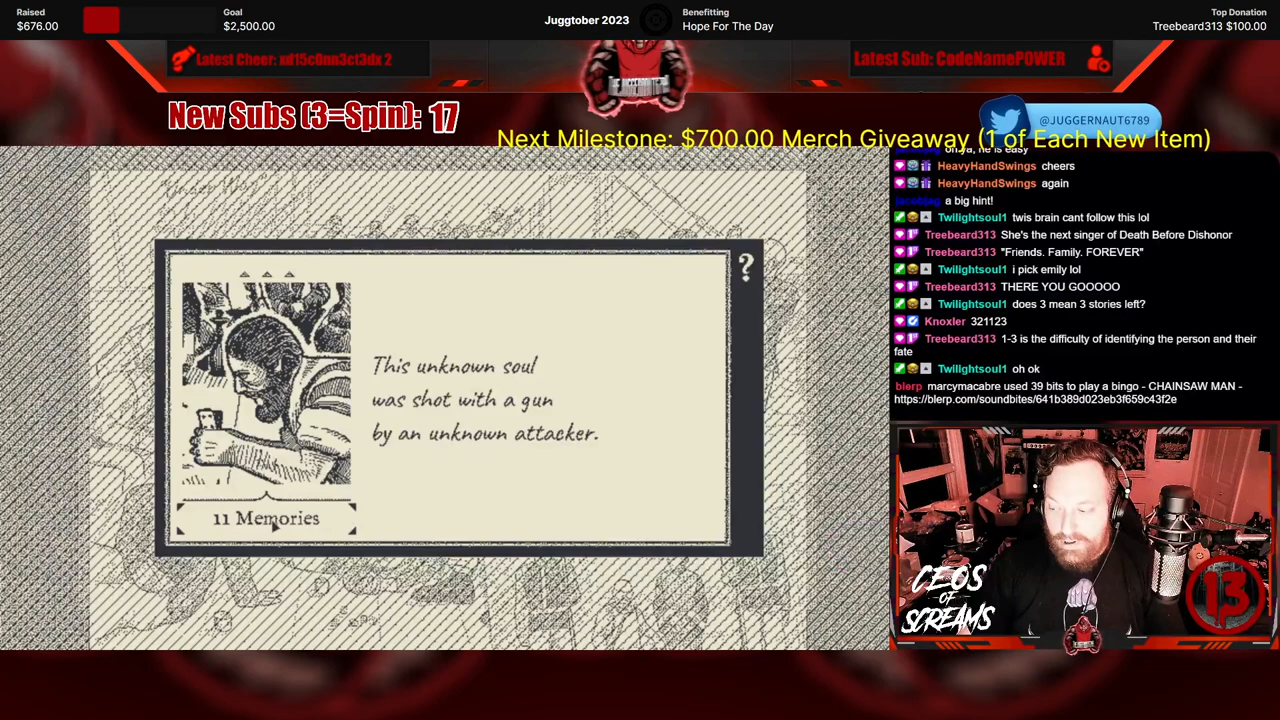 Raised
$676.00
Goal
$2,500.00
Juggtober 2023
Benefitting
Hope For The Day
Top Donation
Treebeard313 $100.00
Latest Cheer: xd15c0nn3ct3dx 2
Latest Sub: CodeNamePOWER
New Subs (3=Spin): 17
@JUGGERNAUT6789
Next Milestone: $700.00 Merch Giveaway (1 of Each New Item)
HeavyHandSwings cheers
HeavyHandSwings again
a big hint!
Twilightsoul1 twis brain cant follow this lol
Treebeard313 She's the next singer of Death Before Dishonor
Treebeard313 "Friends. Family. FOREVER"
Twilightsoul1 i pick emily lol
Treebeard313 THERE YOU GOOOOO
Twilightsoul1 does 3 mean 3 stories left?
Knoxler 321123
Treebeard313 1-3 is the difficulty of identifying the person and their
fate
Twilightsoul1 oh ok
blerp marcymacabre used 39 bits to play a bingo - CHAINSAW MAN -
https://blerp.com/soundbites/641b389d023eb3f659c43f2e
?
This unknown soul
was shot with a gun
by an unknown attacker.
11 Memories
CEOS
OF
SCREAMS
13